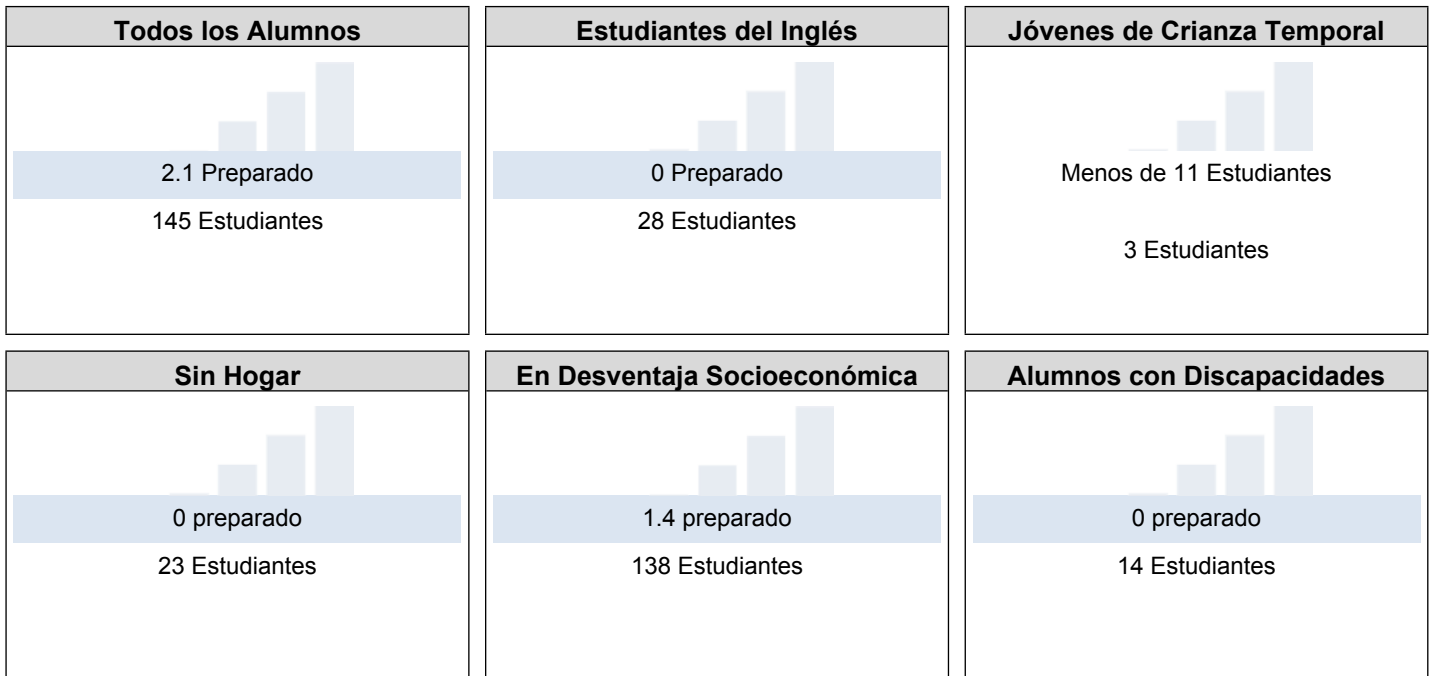 Todos los Alumnos
2.1 Preparado
145 Estudiantes
Estudiantes del Inglés
0 Preparado
28 Estudiantes
Jóvenes de Crianza Temporal
Menos de 11 Estudiantes
3 Estudiantes
Sin Hogar
0 preparado
23 Estudiantes
En Desventaja Socioeconómica
1.4 preparado
138 Estudiantes
Alumnos con Discapacidades
0 preparado
14 Estudiantes